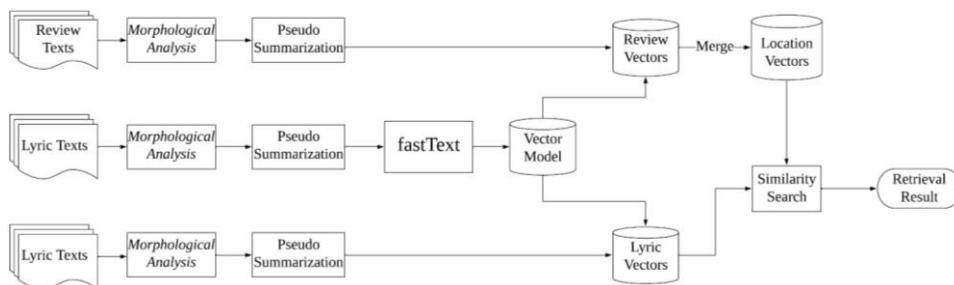 Review
Texts
Morphological
Analysis
Pseudo
Summarization
Review
Vectors
Merge
Location
Vectors
Lyric Texts
Morphological
Analysis
Pseudo
Summarization
fastText
Vector
Model
Similarity
Search
Retrieval
Result
Lyric Texts
Morphological
Analysis
Pseudo
Summarization
Lyric
Vectors